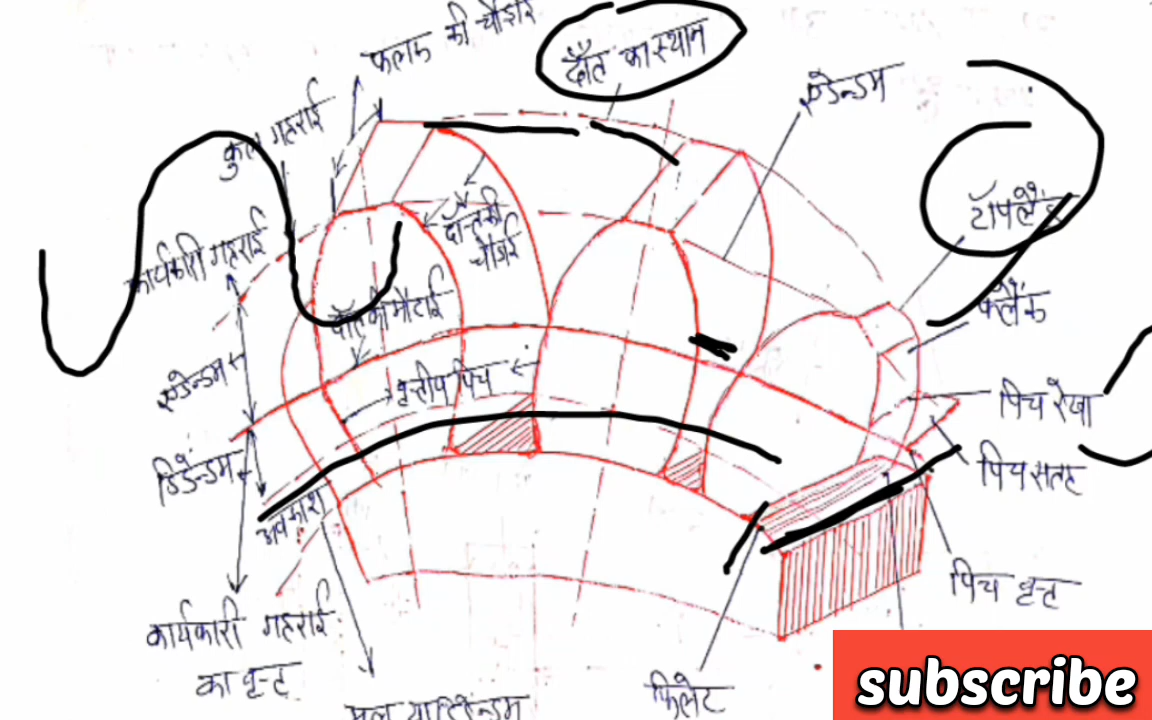 फलक की चौड़ाई
दाँत का स्थान
एडेन्डम
कुल गहराई
टॉपलैंड
कार्यकारी गहराई
दाँत की
चौड़ाई
फ्लैंक
दाँत की मोटाई
एडेन्डम
वृत्तीय पिच
पिच रेखा
डिडेंन्डम
पिच सतह
अवकाश
पिच वृत्त
कार्यकारी गहराई
का वृत्त
फिलेट
subscribe